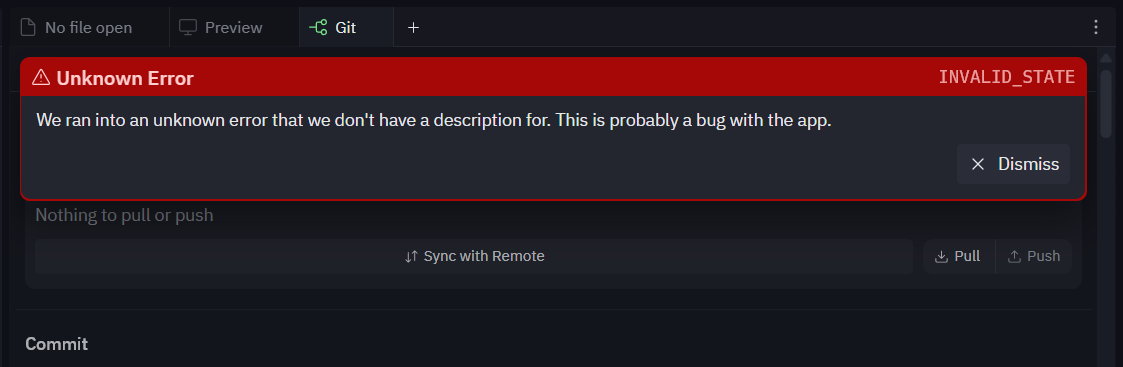 No file open Preview Git +
Unknown Error INVALID_STATE
We ran into an unknown error that we don't have a description for. This is probably a bug with the app.
Dismiss
Nothing to pull or push
Sync with Remote Pull Push
Commit